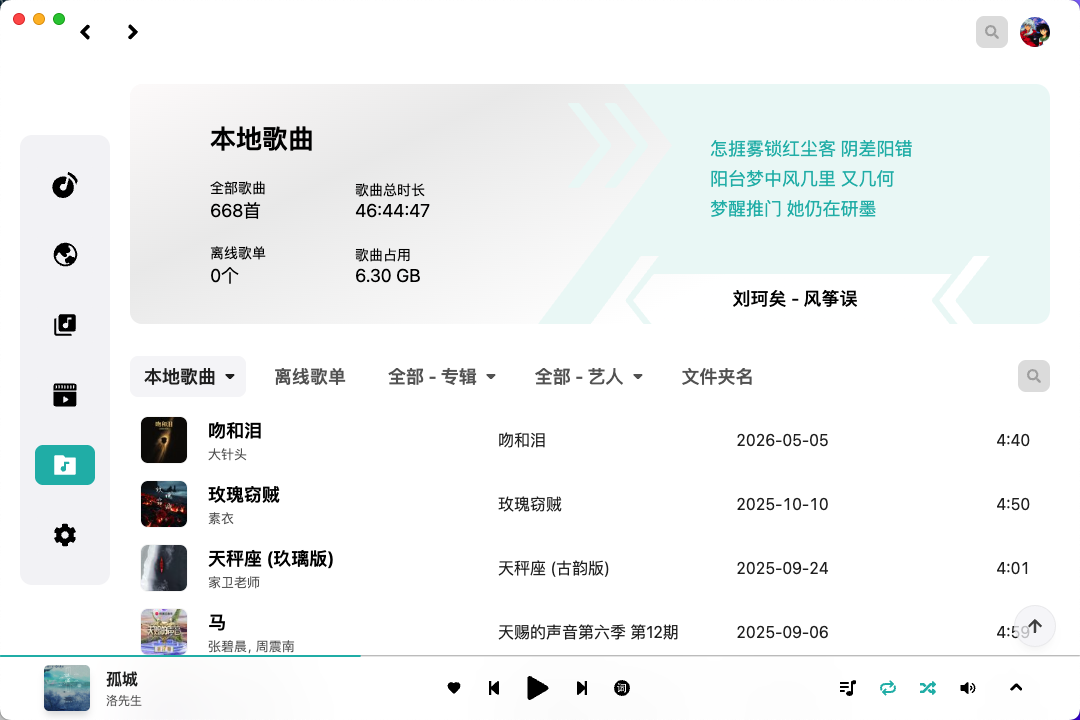 本地歌曲
全部歌曲
668首
歌曲总时长
46:44:47
离线歌单
0个
歌曲占用
6.30 GB
怎捱雾锁红尘客 阴差阳错
阳台梦中风几里 又几何
梦醒推门 她仍在研墨
刘珂矣 - 风筝误
本地歌曲
离线歌单
全部 - 专辑
全部 - 艺人
文件夹名
吻和泪
吻和泪
大针头
吻和泪
2026-05-05
4:40
玫瑰窃贼
素衣
玫瑰窃贼
2025-10-10
4:50
天秤座 (玖璃版)
家卫老师
天秤座 (古韵版)
2025-09-24
4:01
马
张碧晨, 周震南
天赐的声音第六季 第12期
2025-09-06
4:59
孤城
洛先生
词